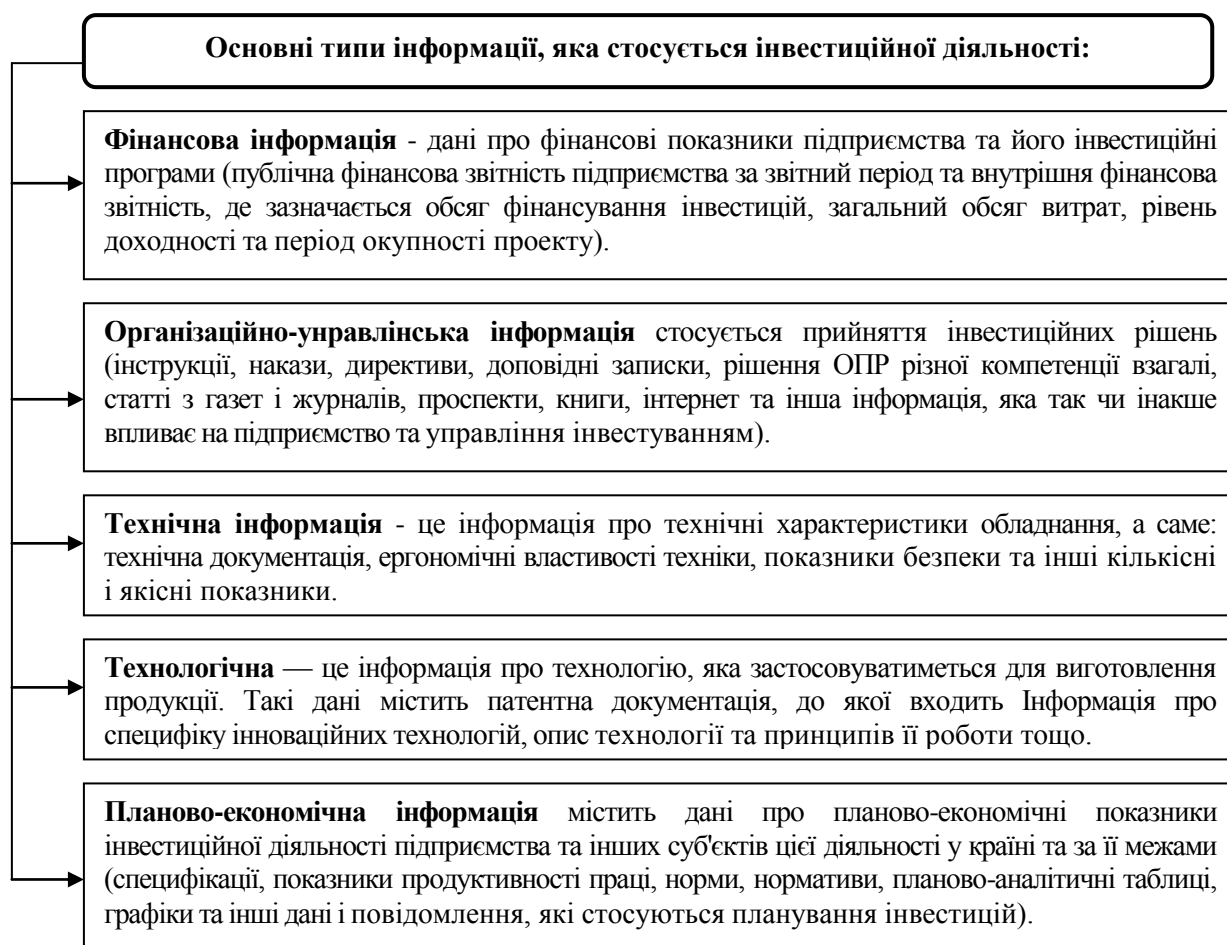 Основні типи інформації, яка стосується інвестиційної діяльності:
Фінансова інформація - дані про фінансові показники підприємства та його інвестиційні
програми (публічна фінансова звітність підприємства за звітний період та внутрішня фінансова
звітність, де зазначається обсяг фінансування інвестицій, загальний обсяг витрат, рівень
доходності та період окупності проекту).
Організаційно-унравлінська інформація стосується прийняття інвестиційних рішень
(інструкції, накази, директиви, доповідні записки, рішення ОПР різної компетенції взагалі,
статті з газет і журналів, проспекти, книги, інтернет та інша інформація, яка так чи інакше
впливає на підприємство та управління інвестуванням).
Технічна інформація - це інформація про технічні характеристики обладнання, а саме:
технічна документація, ергономічні властивості техніки, показники безпеки та інші кількісні
і якісні показники.
Технологічна — це інформація про технологію, яка застосовуватиметься для виготовлення
продукції. Такі дані містить патентна документація, до якої входить Інформація про
специфіку інноваційних технологій, опис технології та принципів її роботи тощо.
Планово-економічна інформація містить дані про планово-економічні показники
інвестиційної діяльності підприємства та інших суб'єктів цієї діяльності у країні та за її межами
(специфікації, показники продуктивності праці, норми, нормативи, планово-аналітичні таблиці,
графіки та інші дані і повідомлення, які стосуються планування інвестицій).